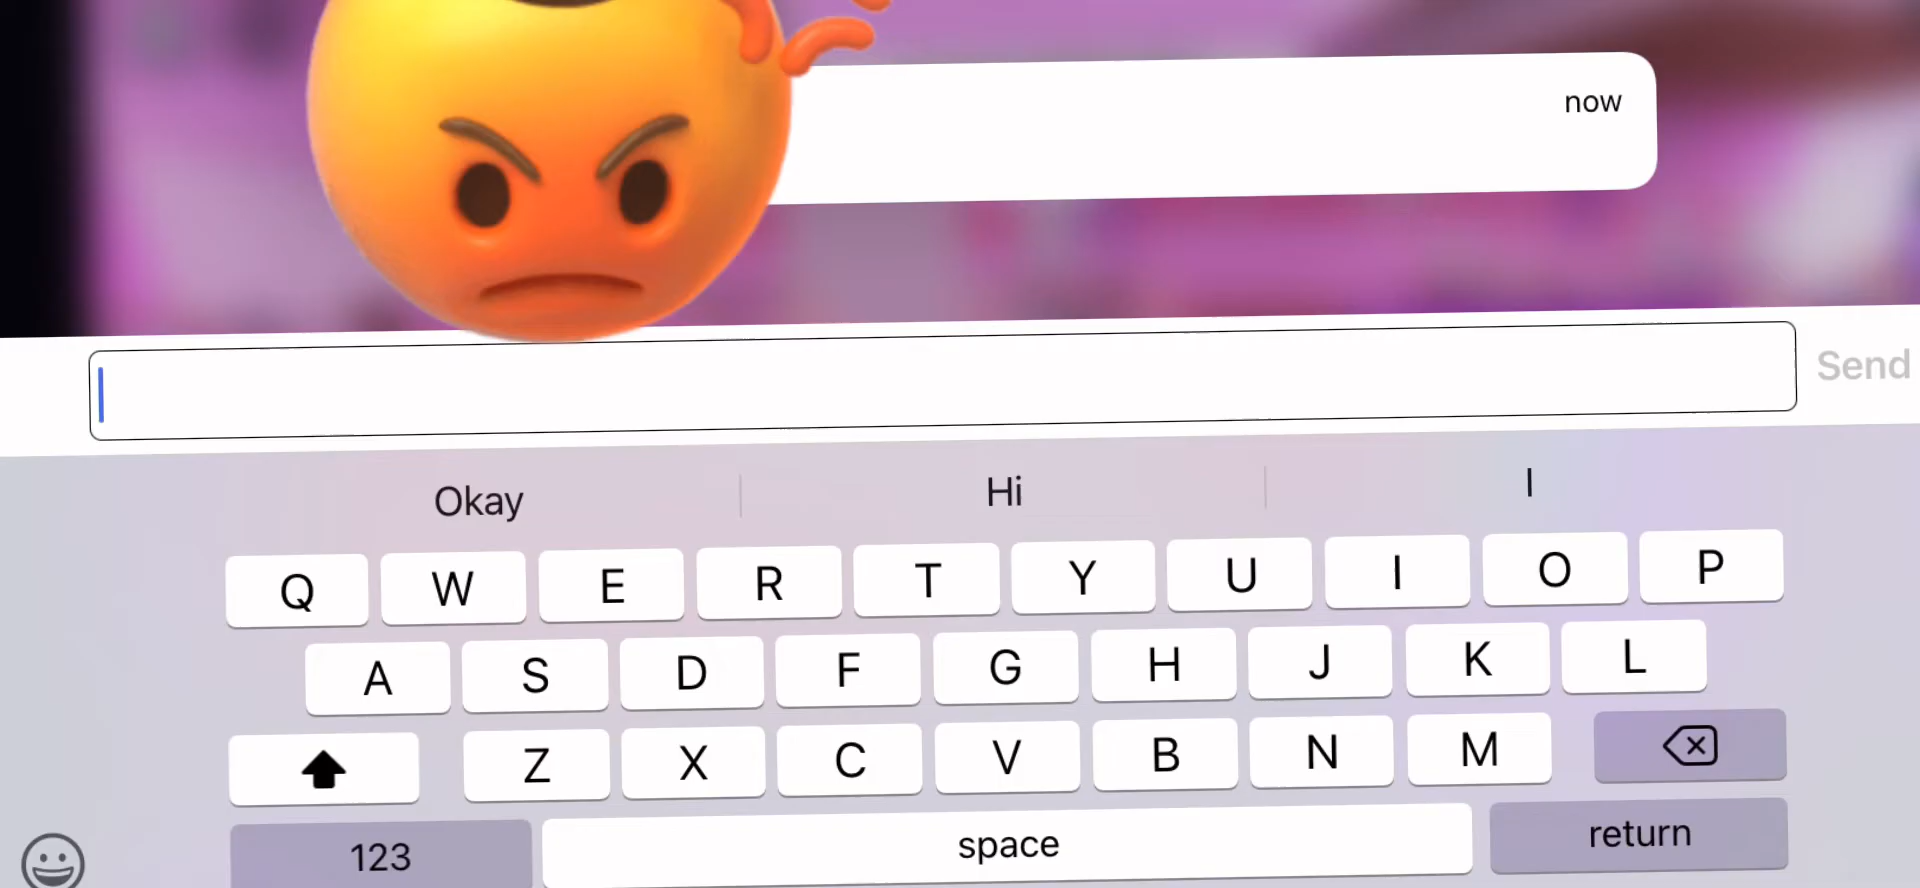 now
Send
Okay Hi I
Q W E R T Y U I O P
A S D F G H J K L
Z X C V B N M
123 space return